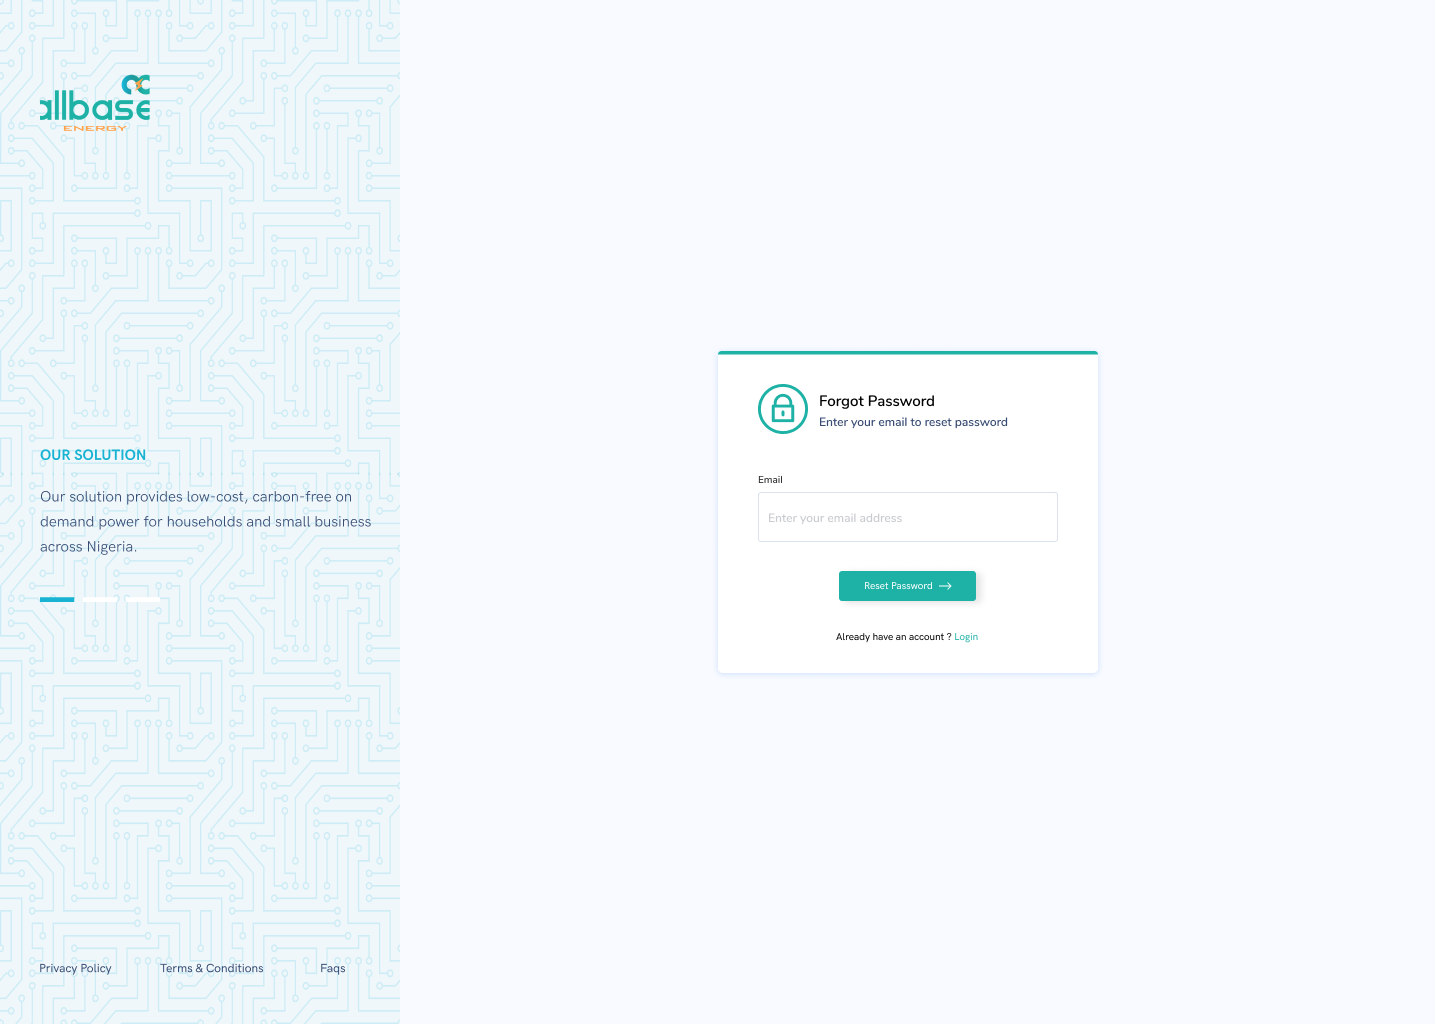 allbase
ENERGY
OUR SOLUTION
Our solution provides low-cost, carbon-free on
demand power for households and small business
across Nigeria.
Privacy Policy
Terms & Conditions
Faqs
Forgot Password
Enter your email to reset password
Email
Enter your email address
Reset Password
Already have an account ? Login